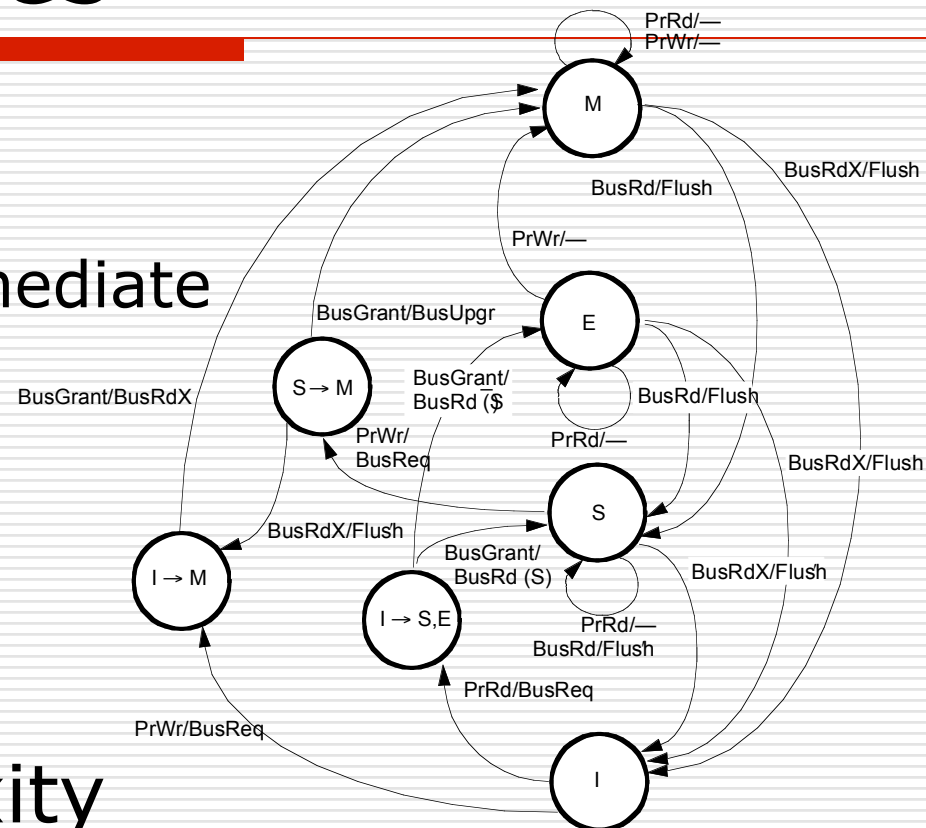 PrRd/—
PrWr/—
M
BusRdX/Flush
BusRd/Flush
PrWr/—
mediate
BusGrant/BusUpgr
E
S → M
BusGrant/
BusRd (S̅)
BusRd/Flush
BusGrant/BusRdX
PrWr/
BusReq
PrRd/—
BusRdX/Flush
S
BusRdX/Flush'
BusGrant/
BusRd (S)
BusRdX/Flush'
I → M
I → S,E
PrRd/—
BusRd/Flush'
PrRd/BusReq
PrWr/BusReq
I
xity